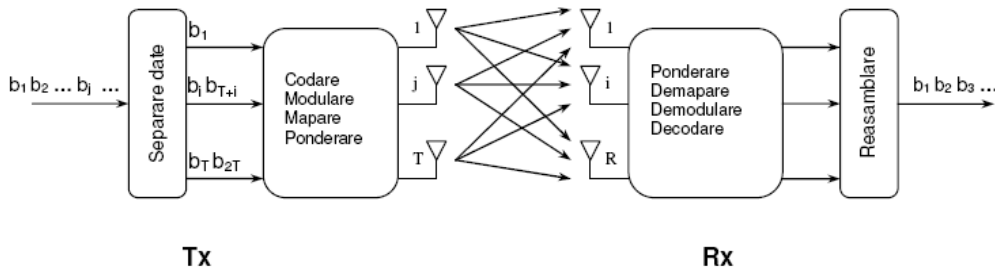 b1 b2 ... bj ...
Separare date
b1
bi bT+i
bT b2T
Codare
Modulare
Mapare
Ponderare
1
j
T
1
i
R
Ponderare
Demapare
Demodulare
Decodare
Reasamblare
b1 b2 b3 ...
Tx
Rx